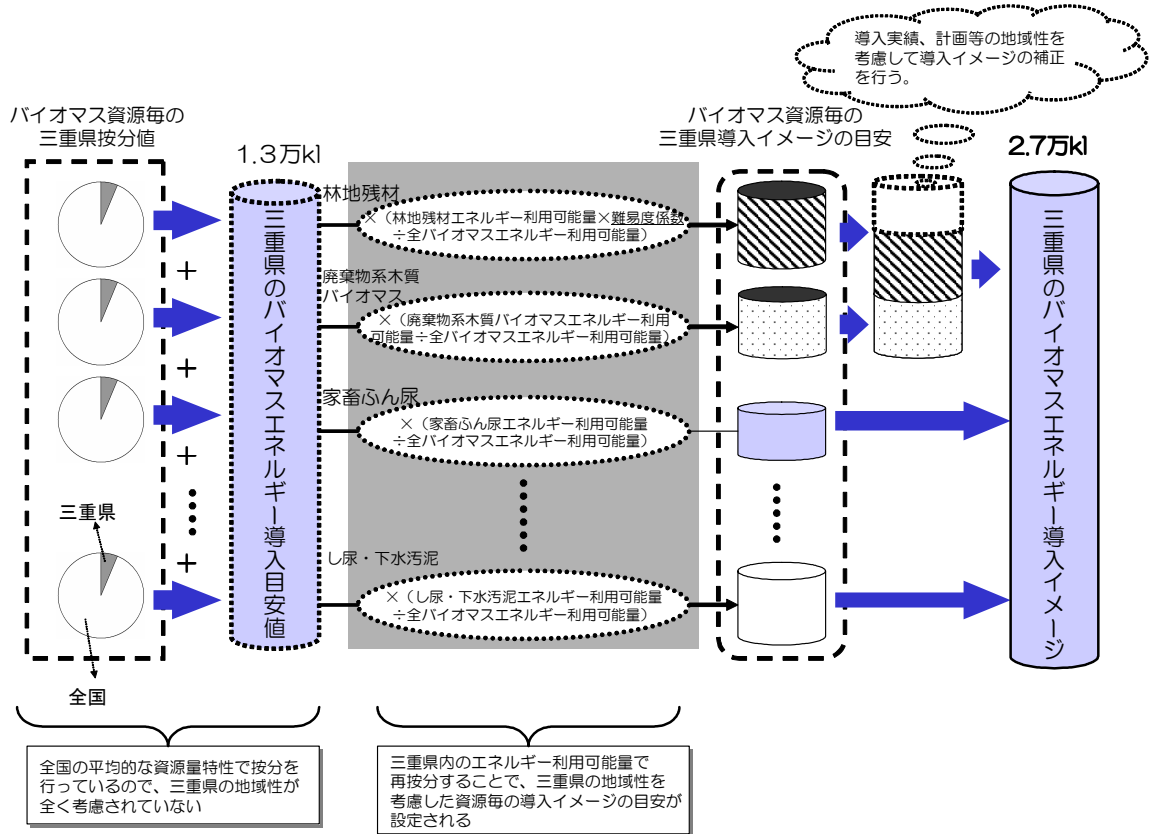 導入実績、計画等の地域性を
考慮して導入イメージの補正
を行う。
バイオマス資源毎の
三重県按分値
1.3万kl
バイオマス資源毎の
三重県導入イメージの目安
2.7万kl
林地残材
×（林地残材エネルギー利用可能量×難易度係数
÷全バイオマスエネルギー利用可能量）
+
廃棄物系木質
バイオマス
×（廃棄物系木質バイオマスエネルギー利用
可能量÷全バイオマスエネルギー利用可能量）
+
家畜ふん尿
×（家畜ふん尿エネルギー利用可能量
÷全バイオマスエネルギー利用可能量）
+
三重県
+
し尿・下水汚泥
×（し尿・下水汚泥エネルギー利用可能量
÷全バイオマスエネルギー利用可能量）
全国
三重県のバイオマスエネルギー導入目安値
三重県のバイオマスエネルギー導入イメージ
全国の平均的な資源量特性で按分を
行っているので、三重県の地域性が
全く考慮されていない
三重県内のエネルギー利用可能量で
再按分することで、三重県の地域性を
考慮した資源毎の導入イメージの目安が
設定される